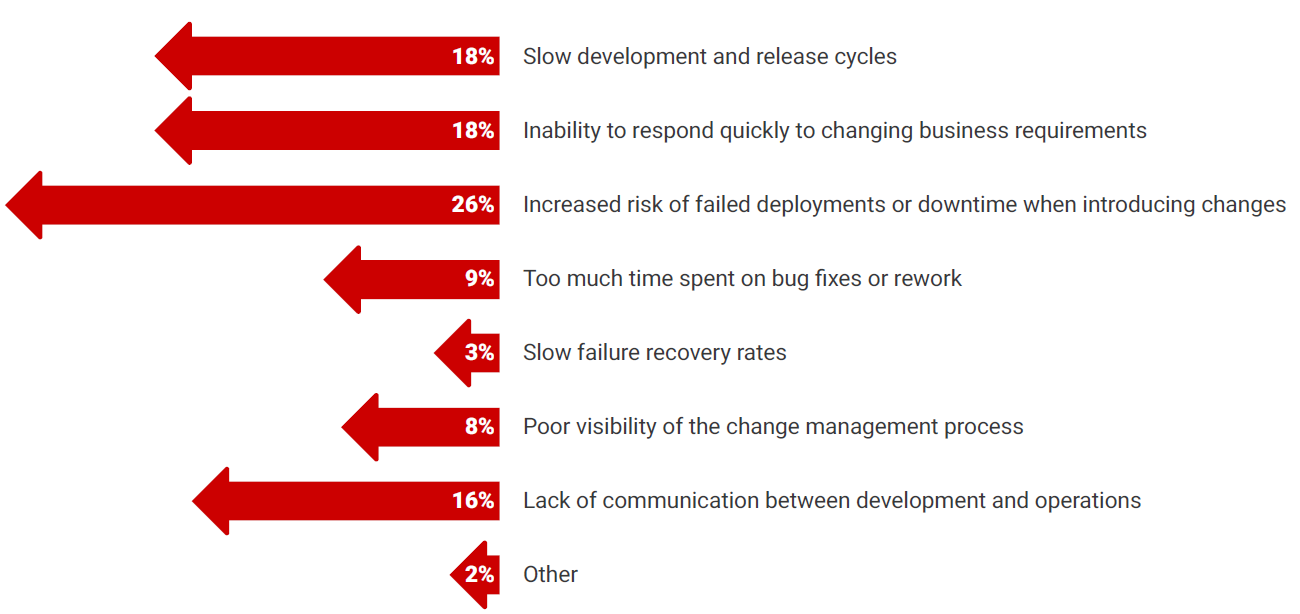 18% Slow development and release cycles
18% Inability to respond quickly to changing business requirements
26% Increased risk of failed deployments or downtime when introducing changes
9% Too much time spent on bug fixes or rework
3% Slow failure recovery rates
8% Poor visibility of the change management process
16% Lack of communication between development and operations
2% Other